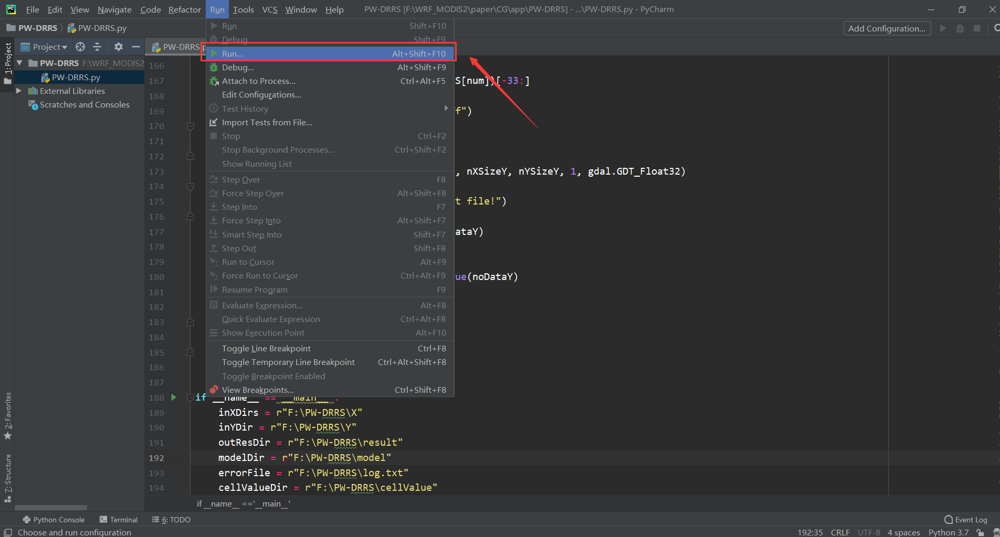 PC File Edit View Navigate Code Refactor Run Tools VCS Window Help PW-DRRS [F:\WRF_MODIS2\paper\CG\app\PW-DRRS] - ...\PW-DRRS.py - PyCharm
PW-DRRS PW-DRRS.py Add Configuration...
1: Project
Project
PW-DRRS F:\WRF_MODIS2
PW-DRRS.py
External Libraries
Scratches and Consoles
2: Favorites
7: Structure
PW-DRRS.p
Run Shift+F10
Debug Shift+F9
Run... Alt+Shift+F10
Debug... Alt+Shift+F9
Attach to Process... Ctrl+Alt+F5
Edit Configurations...
Test History
Import Tests from File...
Stop Ctrl+F2
Stop Background Processes... Ctrl+Shift+F2
Show Running List
Step Over F8
Force Step Over Alt+Shift+F8
Step Into F7
Force Step Into Alt+Shift+F7
Smart Step Into Shift+F7
Step Out Shift+F8
Run to Cursor Alt+F9
Force Run to Cursor Ctrl+Alt+F9
Resume Program F9
Evaluate Expression... Alt+F8
Quick Evaluate Expression Ctrl+Alt+F8
Show Execution Point Alt+F10
Toggle Line Breakpoint Ctrl+F8
Toggle Temporary Line Breakpoint Ctrl+Alt+Shift+F8
Toggle Breakpoint Enabled
View Breakpoints... Ctrl+Shift+F8
166
167 S[num])[-33:]
168
169 f")
170
171
172
173 , nXSizeY, nYSizeY, 1, gdal.GDT_Float32)
174
175 t file!")
176
177 ataY)
178
179
180 ue(noDataY)
181
182
183
184
185
186
187
188 if __name__ == '__main__':
189 inXDirs = r"F:\PW-DRRS\X"
190 inYDir = r"F:\PW-DRRS\Y"
191 outResDir = r"F:\PW-DRRS\result"
192 modelDir = r"F:\PW-DRRS\model"
193 errorFile = r"F:\PW-DRRS\log.txt"
194 cellValueDir = r"F:\PW-DRRS\cellValue"
if __name__ =='__main__'
Python Console Terminal 6: TODO Event Log
Choose and run configuration 192:35 CRLF UTF-8 4 spaces Python 3.7